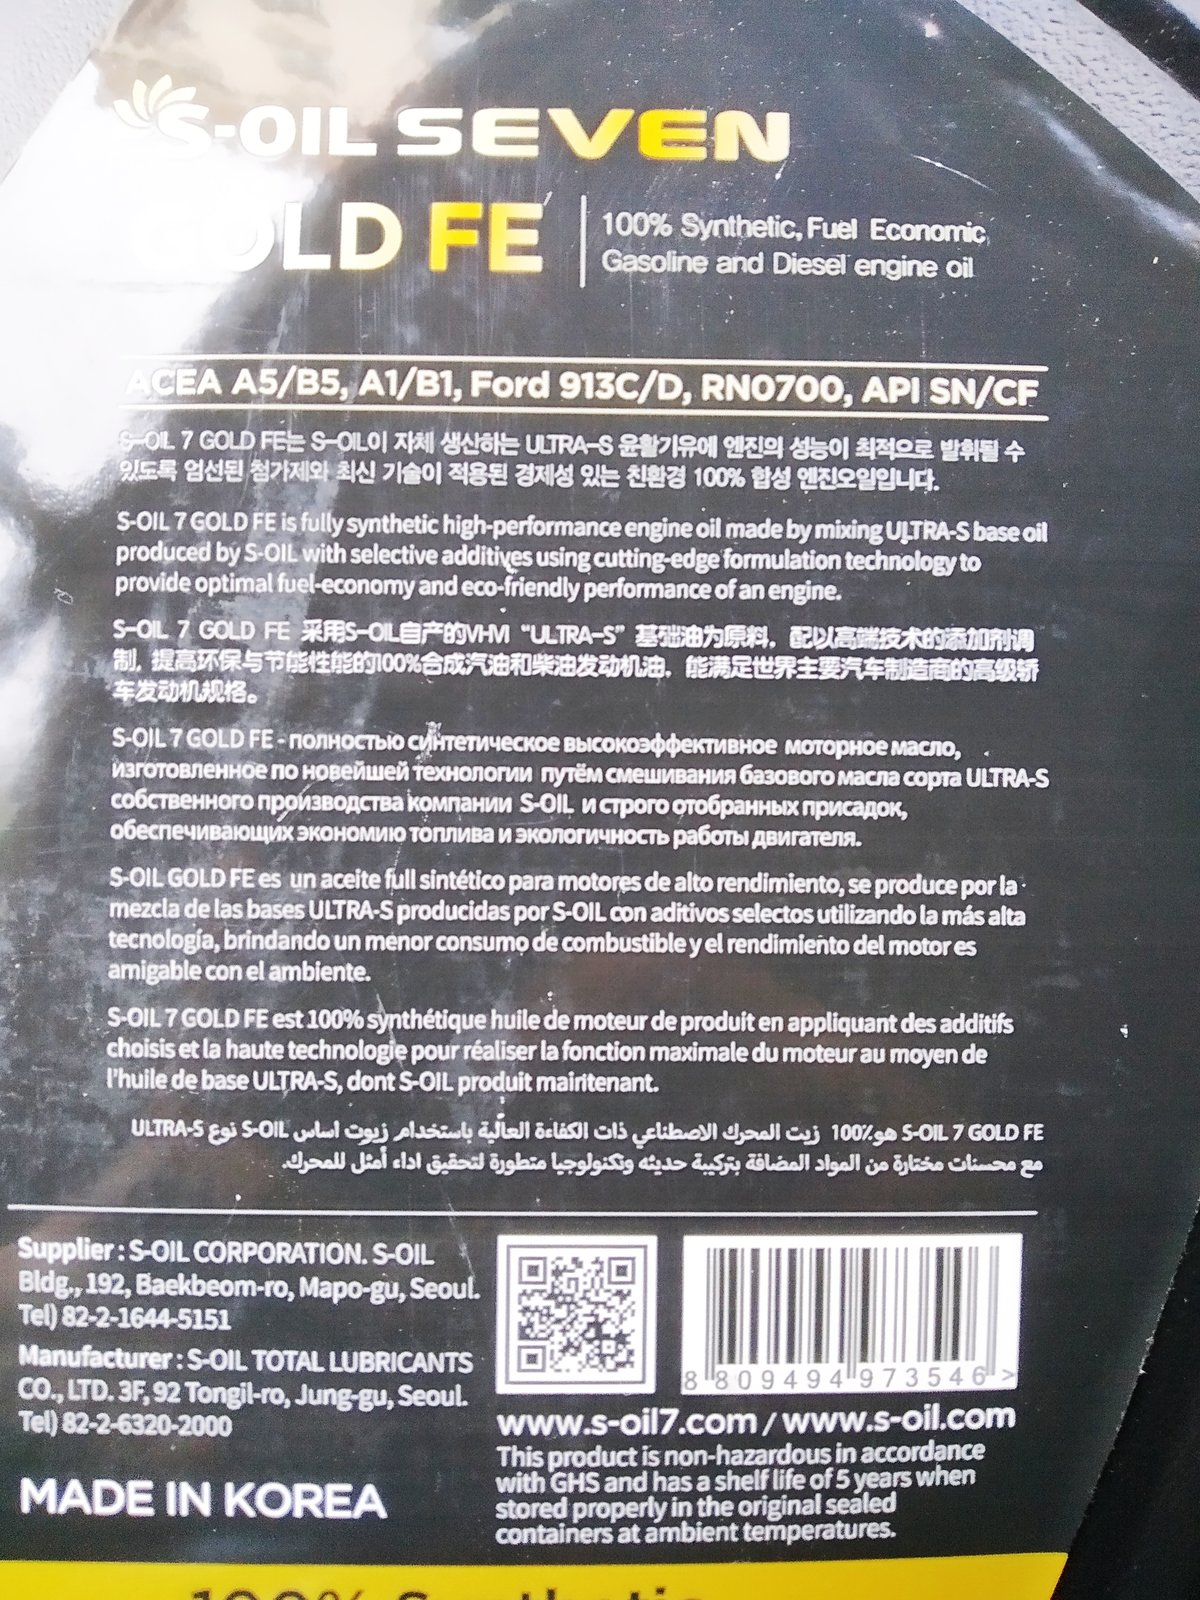 S-OIL SEVEN
GOLD FE
100% Synthetic, Fuel Economic
Gasoline and Diesel engine oil
ACEA A5/B5, A1/B1, Ford 913C/D, RN0700, API SN/CF
S-OIL 7 GOLD FE는 S-OIL이 자체 생산하는 ULTRA-S 윤활기유에 엔진의 성능이 최적으로 발휘될 수
있도록 엄선된 첨가제와 최신 기술이 적용된 경제성 있는 친환경 100% 합성 엔진오일입니다.
S-OIL 7 GOLD FE is fully synthetic high-performance engine oil made by mixing ULTRA-S base oil
produced by S-OIL with selective additives using cutting-edge formulation technology to
provide optimal fuel-economy and eco-friendly performance of an engine.
S-OIL 7 GOLD FE 采用S-OIL自产的VHVI “ULTRA-S” 基础油为原料，配以高端技术的添加剂调
制，提高环保与节能性能的100%合成汽油和柴油发动机油，能满足世界主要汽车制造商的高级轿
车发动机规格。
S-OIL 7 GOLD FE - полностью синтетическое высокоэффективное моторное масло,
изготовленное по новейшей технологии путём смешивания базового масла сорта ULTRA-S
собственного производства компании S-OIL и строго отобранных присадок,
обеспечивающих экономию топлива и экологичность работы двигателя.
S-OIL GOLD FE es un aceite full sintético para motores de alto rendimiento, se produce por la
mezcla de las bases ULTRA-S producidas por S-OIL con aditivos selectos utilizando la más alta
tecnología, brindando un menor consumo de combustible y el rendimiento del motor es
amigable con el ambiente.
S-OIL 7 GOLD FE est 100% synthétique huile de moteur de produit en appliquant des additifs
choisis et la haute technologie pour réaliser la fonction maximale du moteur au moyen de
l'huile de base ULTRA-S, dont S-OIL produit maintenant.
S-OIL 7 GOLD FE هو 100٪ زيت المحرك الاصطناعي ذات الكفاءة العالية باستخدام زيوت اساس S-OIL نوع ULTRA-S
مع محسنات مختارة من المواد المضافة بتركيبة حديثه وتكنولوجيا متطورة لتحقيق اداء أمثل للمحرك.
Supplier : S-OIL CORPORATION. S-OIL
Bldg., 192, Baekbeom-ro, Mapo-gu, Seoul.
Tel) 82-2-1644-5151
Manufacturer : S-OIL TOTAL LUBRICANTS
CO., LTD. 3F, 92 Tongil-ro, Jung-gu, Seoul.
Tel) 82-2-6320-2000
MADE IN KOREA
8 809494 973546 >
www.s-oil7.com / www.s-oil.com
This product is non-hazardous in accordance
with GHS and has a shelf life of 5 years when
stored properly in the original sealed
containers at ambient temperatures.
100% Synthetic